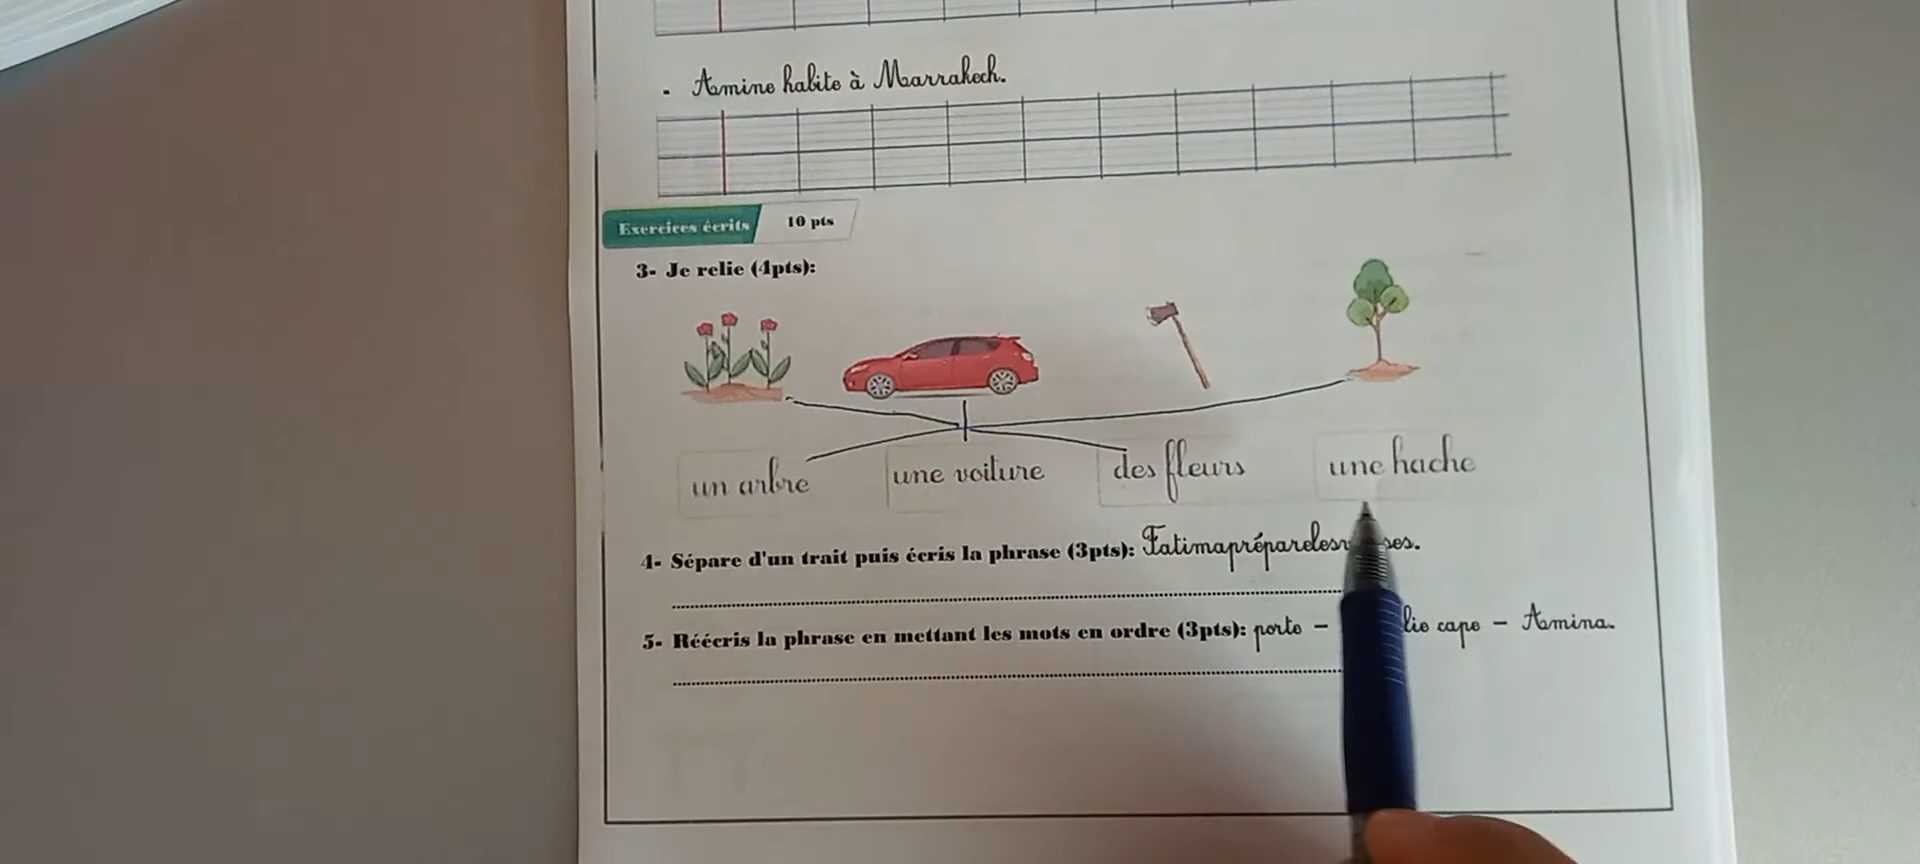 . Amine habite à Marrakech.
Exercices écrits 10 pts
3- Je relie (4pts):
un arbre une voiture des fleurs une hache
4- Sépare d'un trait puis écris la phrase (3pts):
5- Réécris la phrase en mettant les mots en ordre (3pts): porte - cape - Amina.